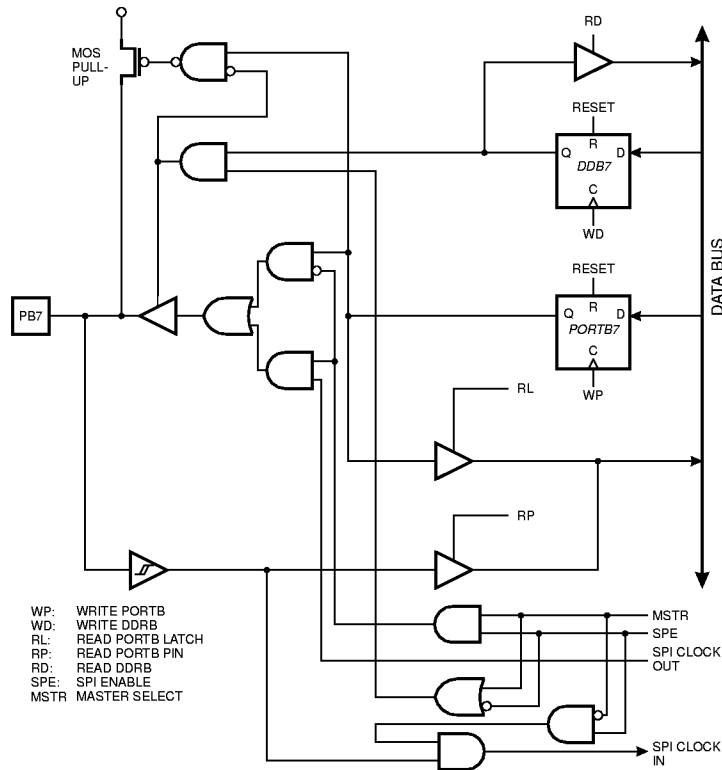 RD
MOS
PULL-
UP
RESET
R
Q
D
DDB7
C
WD
DATA BUS
RESET
R
Q
D
PORTB7
C
WP
PB7
RL
RP
WP: WRITE PORTB
WD: WRITE DDRB
RL: READ PORTB LATCH
RP: READ PORTB PIN
RD: READ DDRB
SPE: SPI ENABLE
MSTR MASTER SELECT
MSTR
SPE
SPI CLOCK
OUT
SPI CLOCK
IN